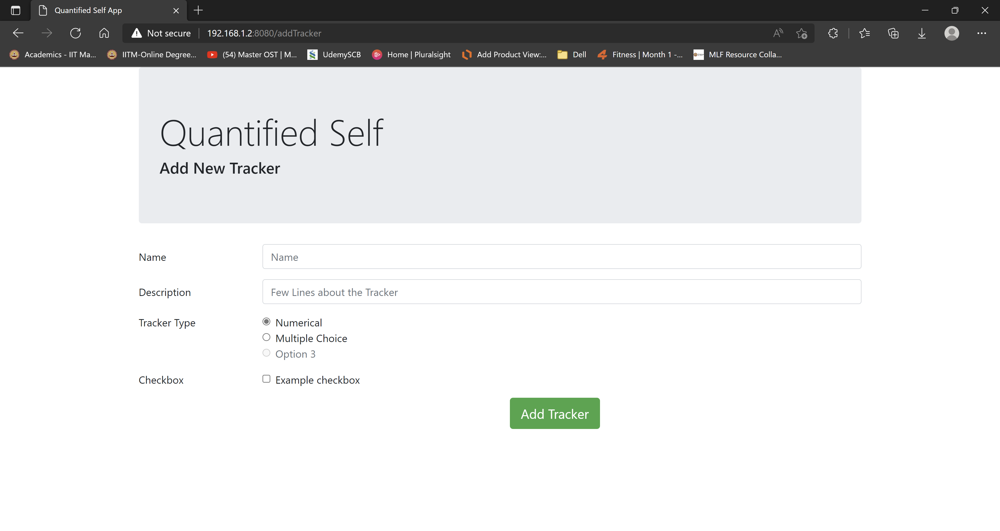 Quantified Self App
Not secure 192.168.1.2:8080/addTracker
Academics - IIT Ma... IITM-Online Degree... (54) Master OST | M... UdemySCB Home | Pluralsight Add Product View:... Dell Fitness | Month 1 -... MLF Resource Colla...
Quantified Self
Add New Tracker
Name Name
Description Few Lines about the Tracker
Tracker Type Numerical
Multiple Choice
Option 3
Checkbox Example checkbox
Add Tracker